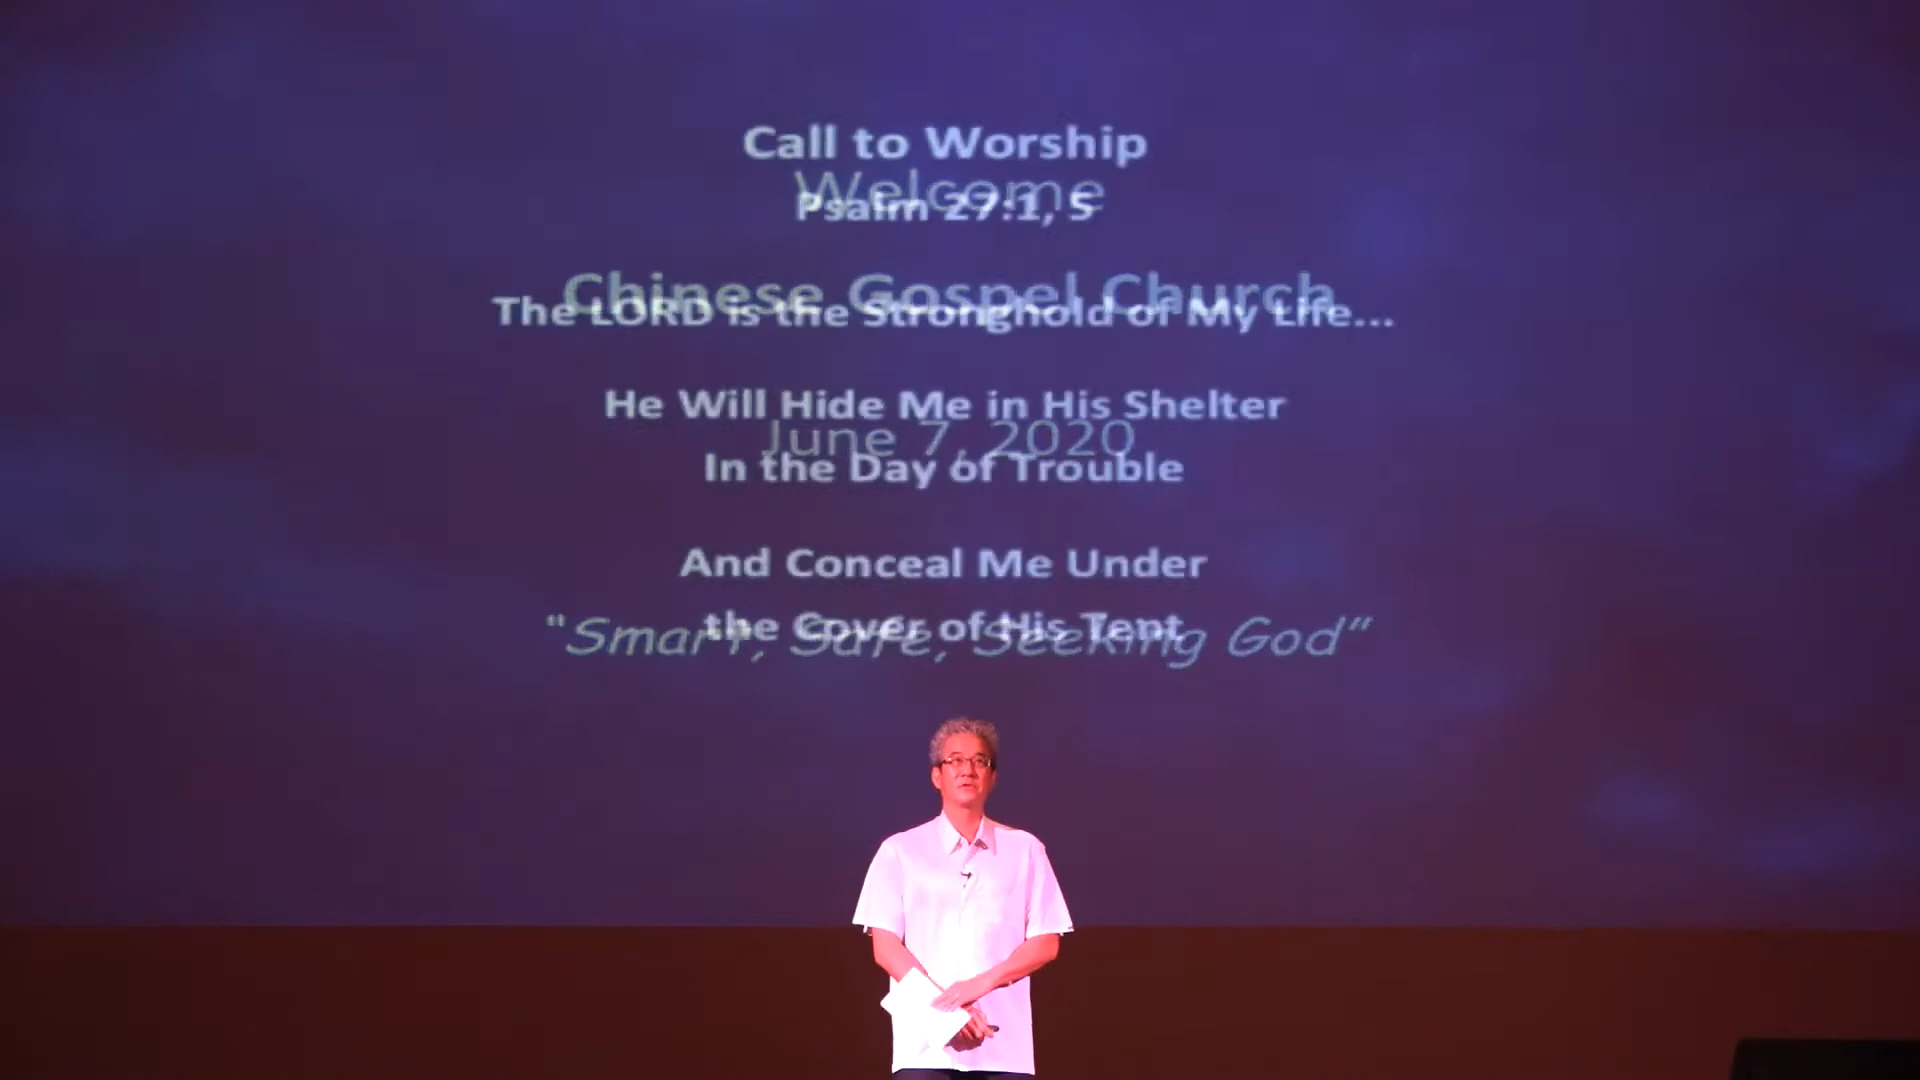 Call to Worship
Welcome
Psalm 27:1, 5
Chinese Gospel Church
The LORD is the Stronghold of My Life...
He Will Hide Me in His Shelter
June 7, 2020
In the Day of Trouble
And Conceal Me Under
the Cover of His Tent
"Smart, Safe, Seeking God"